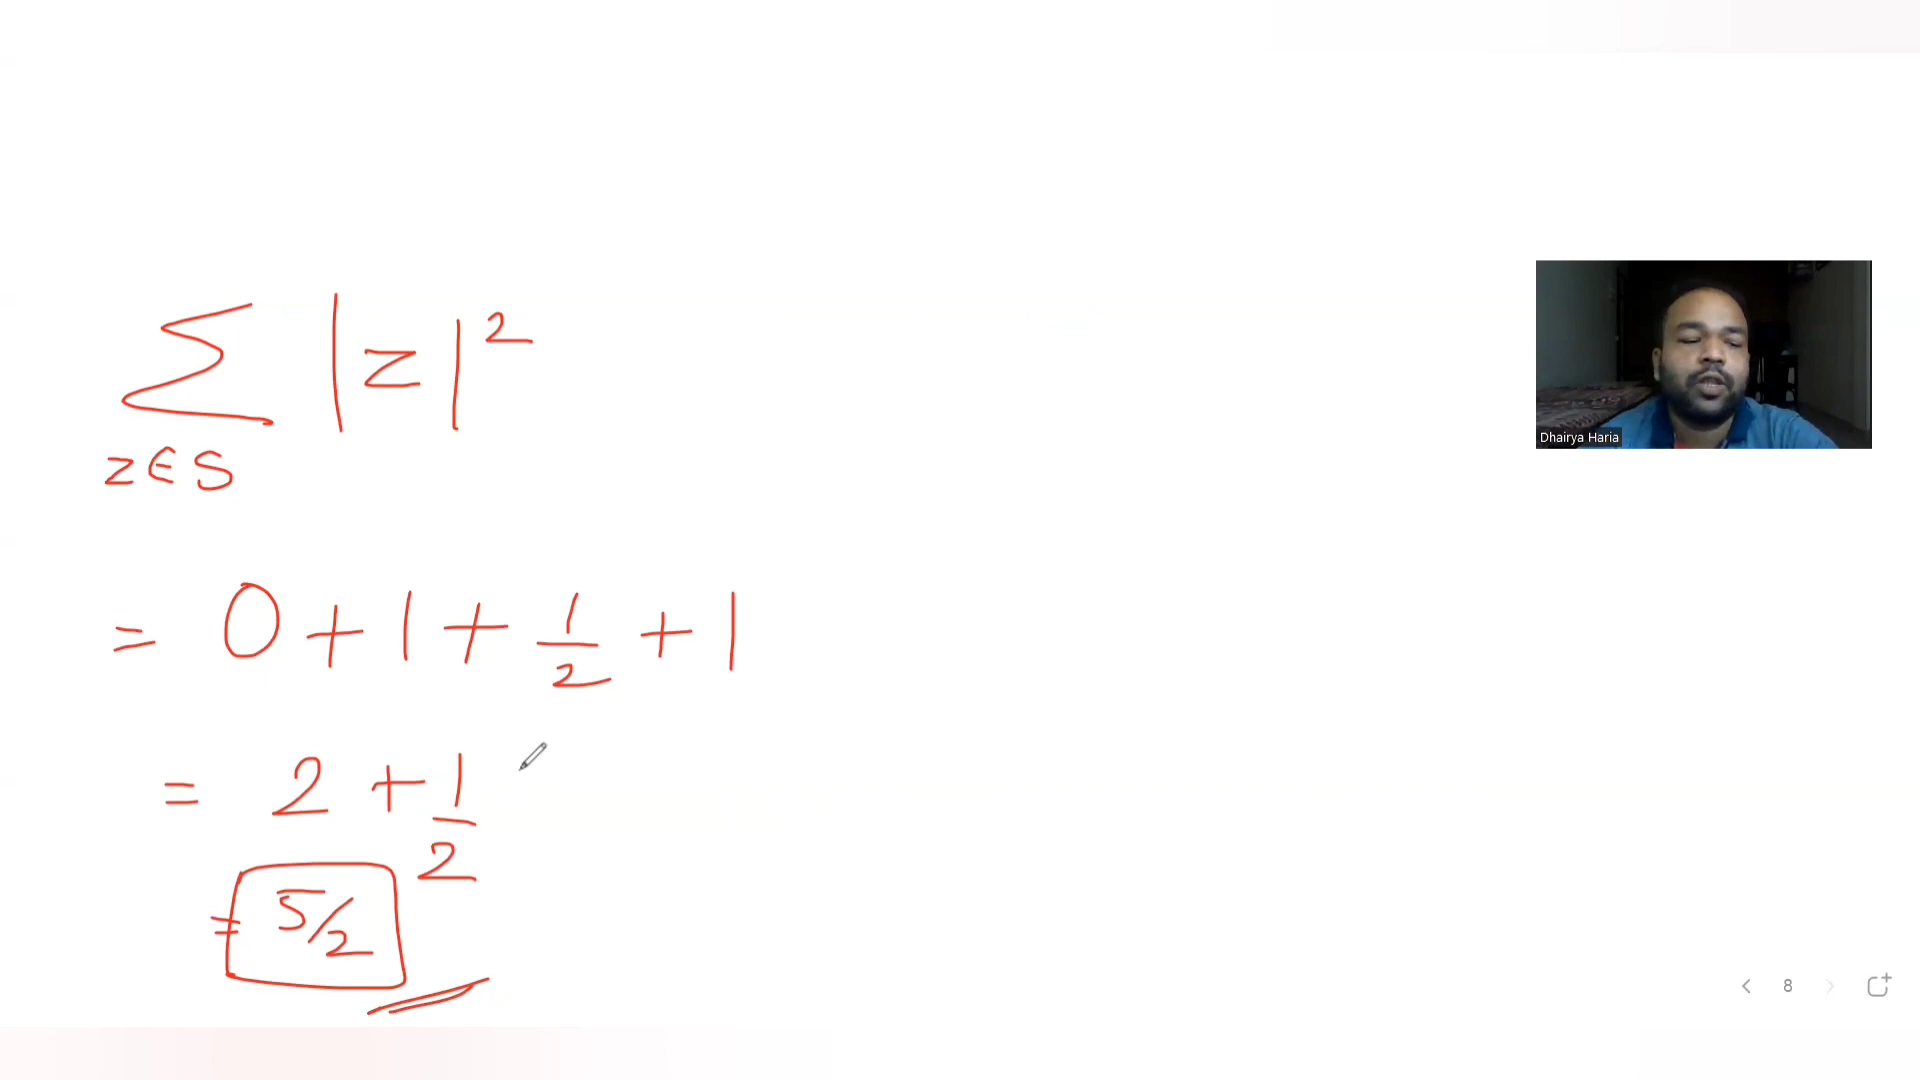 ∑ |z|²
z∈S
Dhairya Haria
= 0 + 1 + 1/2 + 1
= 2 + 1/2
= 5/2
8